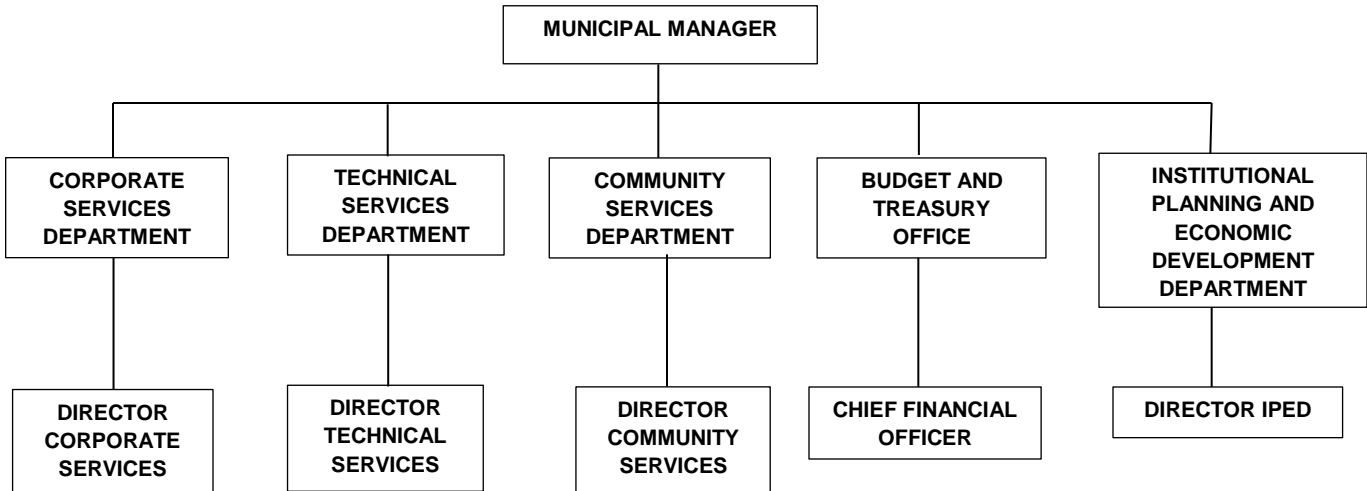 MUNICIPAL MANAGER
CORPORATE
SERVICES
DEPARTMENT
TECHNICAL
SERVICES
DEPARTMENT
COMMUNITY
SERVICES
DEPARTMENT
BUDGET AND
TREASURY
OFFICE
INSTITUTIONAL
PLANNING AND
ECONOMIC
DEVELOPMENT
DEPARTMENT
DIRECTOR
CORPORATE
SERVICES
DIRECTOR
TECHNICAL
SERVICES
DIRECTOR
COMMUNITY
SERVICES
CHIEF FINANCIAL
OFFICER
DIRECTOR IPED